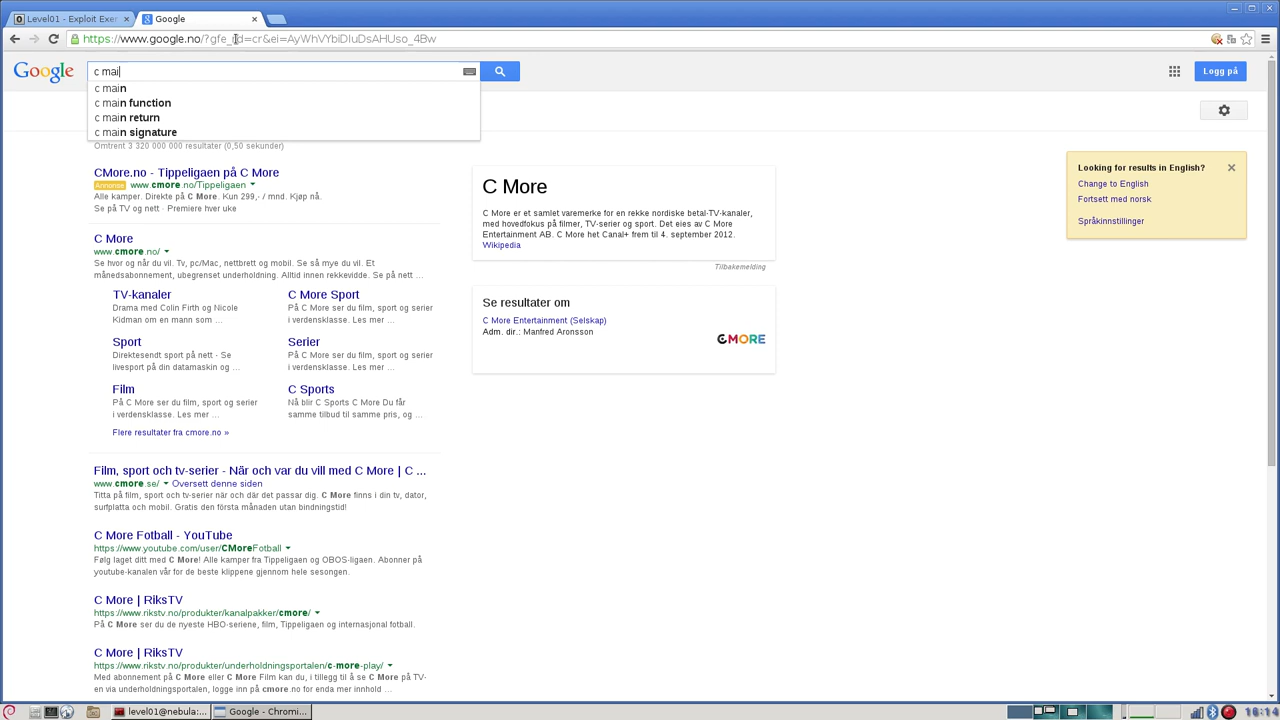 Level01 - Exploit Exer
Google
https://www.google.no/?gfe_rd=cr&ei=AyWhVYbiDIuDsAHUso_4Bw
Google
c mai
Logg på
c main
c main function
c main return
c main signature
Omtrent 3 320 000 000 resultater (0,50 sekunder)
CMore.no - Tippeligaen på C More
Annonse www.cmore.no/Tippeligaen
Alle kamper. Direkte på C More. Kun 299,- / mnd. Kjøp nå.
Se på TV og nett · Premiere hver uke
C More
www.cmore.no/
Se hvor og når du vil. Tv, pc/Mac, nettbrett og mobil. Se så mye du vil. Et
månedsabonnement, ubegrenset underholdning. Alltid innen rekkevidde. Se på nett ...
TV-kanaler
Drama med Colin Firth og Nicole
Kidman om en mann som ...
C More Sport
På C More ser du film, sport og serier
i verdensklasse. Les mer ...
Sport
Direktesendt sport på nett - Se
livesport på din datamaskin og ...
Serier
På C More ser du film, sport og serier
i verdensklasse. Les mer ...
Film
På C More ser du film, sport og serier
i verdensklasse. Les mer ...
C Sports
Nå blir C Sports C More Du får
samme tilbud til samme pris, og ...
Flere resultater fra cmore.no »
Film, sport och tv-serier - När och var du vill med C More | C ...
www.cmore.se/ Oversett denne siden
Titta på film, sport och tv-serier när och där det passar dig. C More finns i din tv, dator,
surfplatta och mobil. Gratis den första månaden utan bindningstid!
C More Fotball - YouTube
https://www.youtube.com/user/CMoreFotball
Følg laget ditt med C More! Alle kamper fra Tippeligaen og OBOS-ligaen. Abonner på
youtube-kanalen vår for de beste klippene gjennom hele sesongen.
C More | RiksTV
https://www.rikstv.no/produkter/kanalpakker/cmore/
På C More ser du de nyeste HBO-seriene, film, Tippeligaen og internasjonal fotball.
C More | RiksTV
https://www.rikstv.no/produkter/underholdningsportalen/c-more-play/
Med abonnement på C More eller C More Film kan du, i tillegg til å se C More på TV-
en via underholdningsportalen, logge inn på cmore.no for enda mer innhold ...
C More
C More er et samlet varemerke for en rekke nordiske betal-TV-kanaler,
med hovedfokus på filmer, TV-serier og sport. Det eies av C More
Entertainment AB. C More het Canal+ frem til 4. september 2012.
Wikipedia
Tilbakemelding
Se resultater om
C More Entertainment (Selskap)
Adm. dir.: Manfred Aronsson
CMORE
Looking for results in English?
Change to English
Fortsett med norsk
Språkinnstillinger
level01@nebula:
Google - Chromi...
16:14